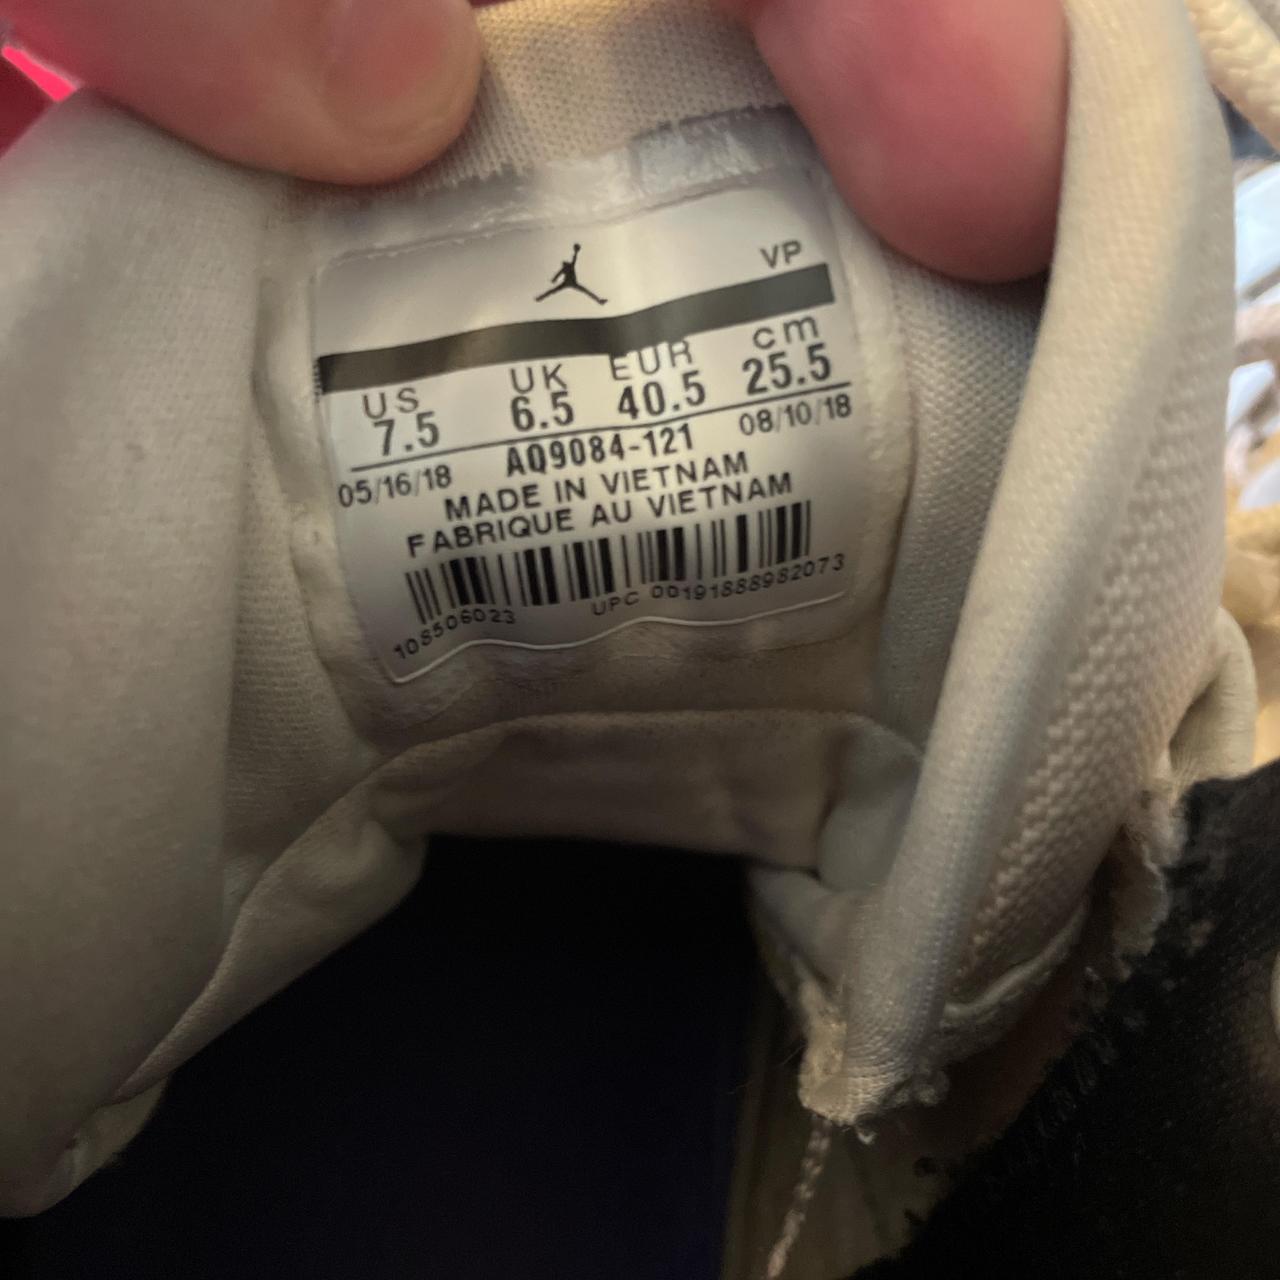 VP
US UK EUR cm
7.5 6.5 40.5 25.5
05/16/18 AQ9084-121 08/10/18
MADE IN VIETNAM
FABRIQUE AU VIETNAM
108506023 UPC 00191888982073